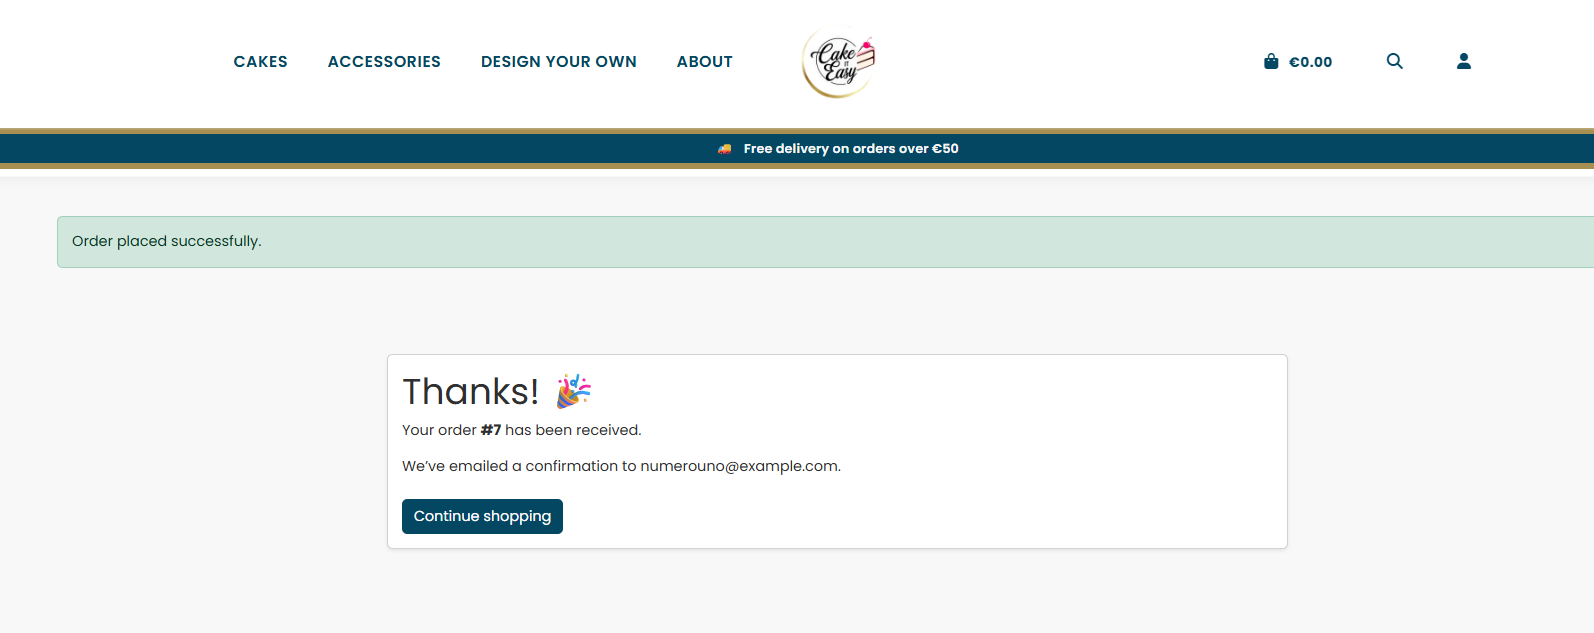 CAKES ACCESSORIES DESIGN YOUR OWN ABOUT
Cake
IT
Easy
€0.00
🚚 Free delivery on orders over €50
Order placed successfully.
Thanks! 🎉
Your order #7 has been received.
We’ve emailed a confirmation to numerouno@example.com.
Continue shopping